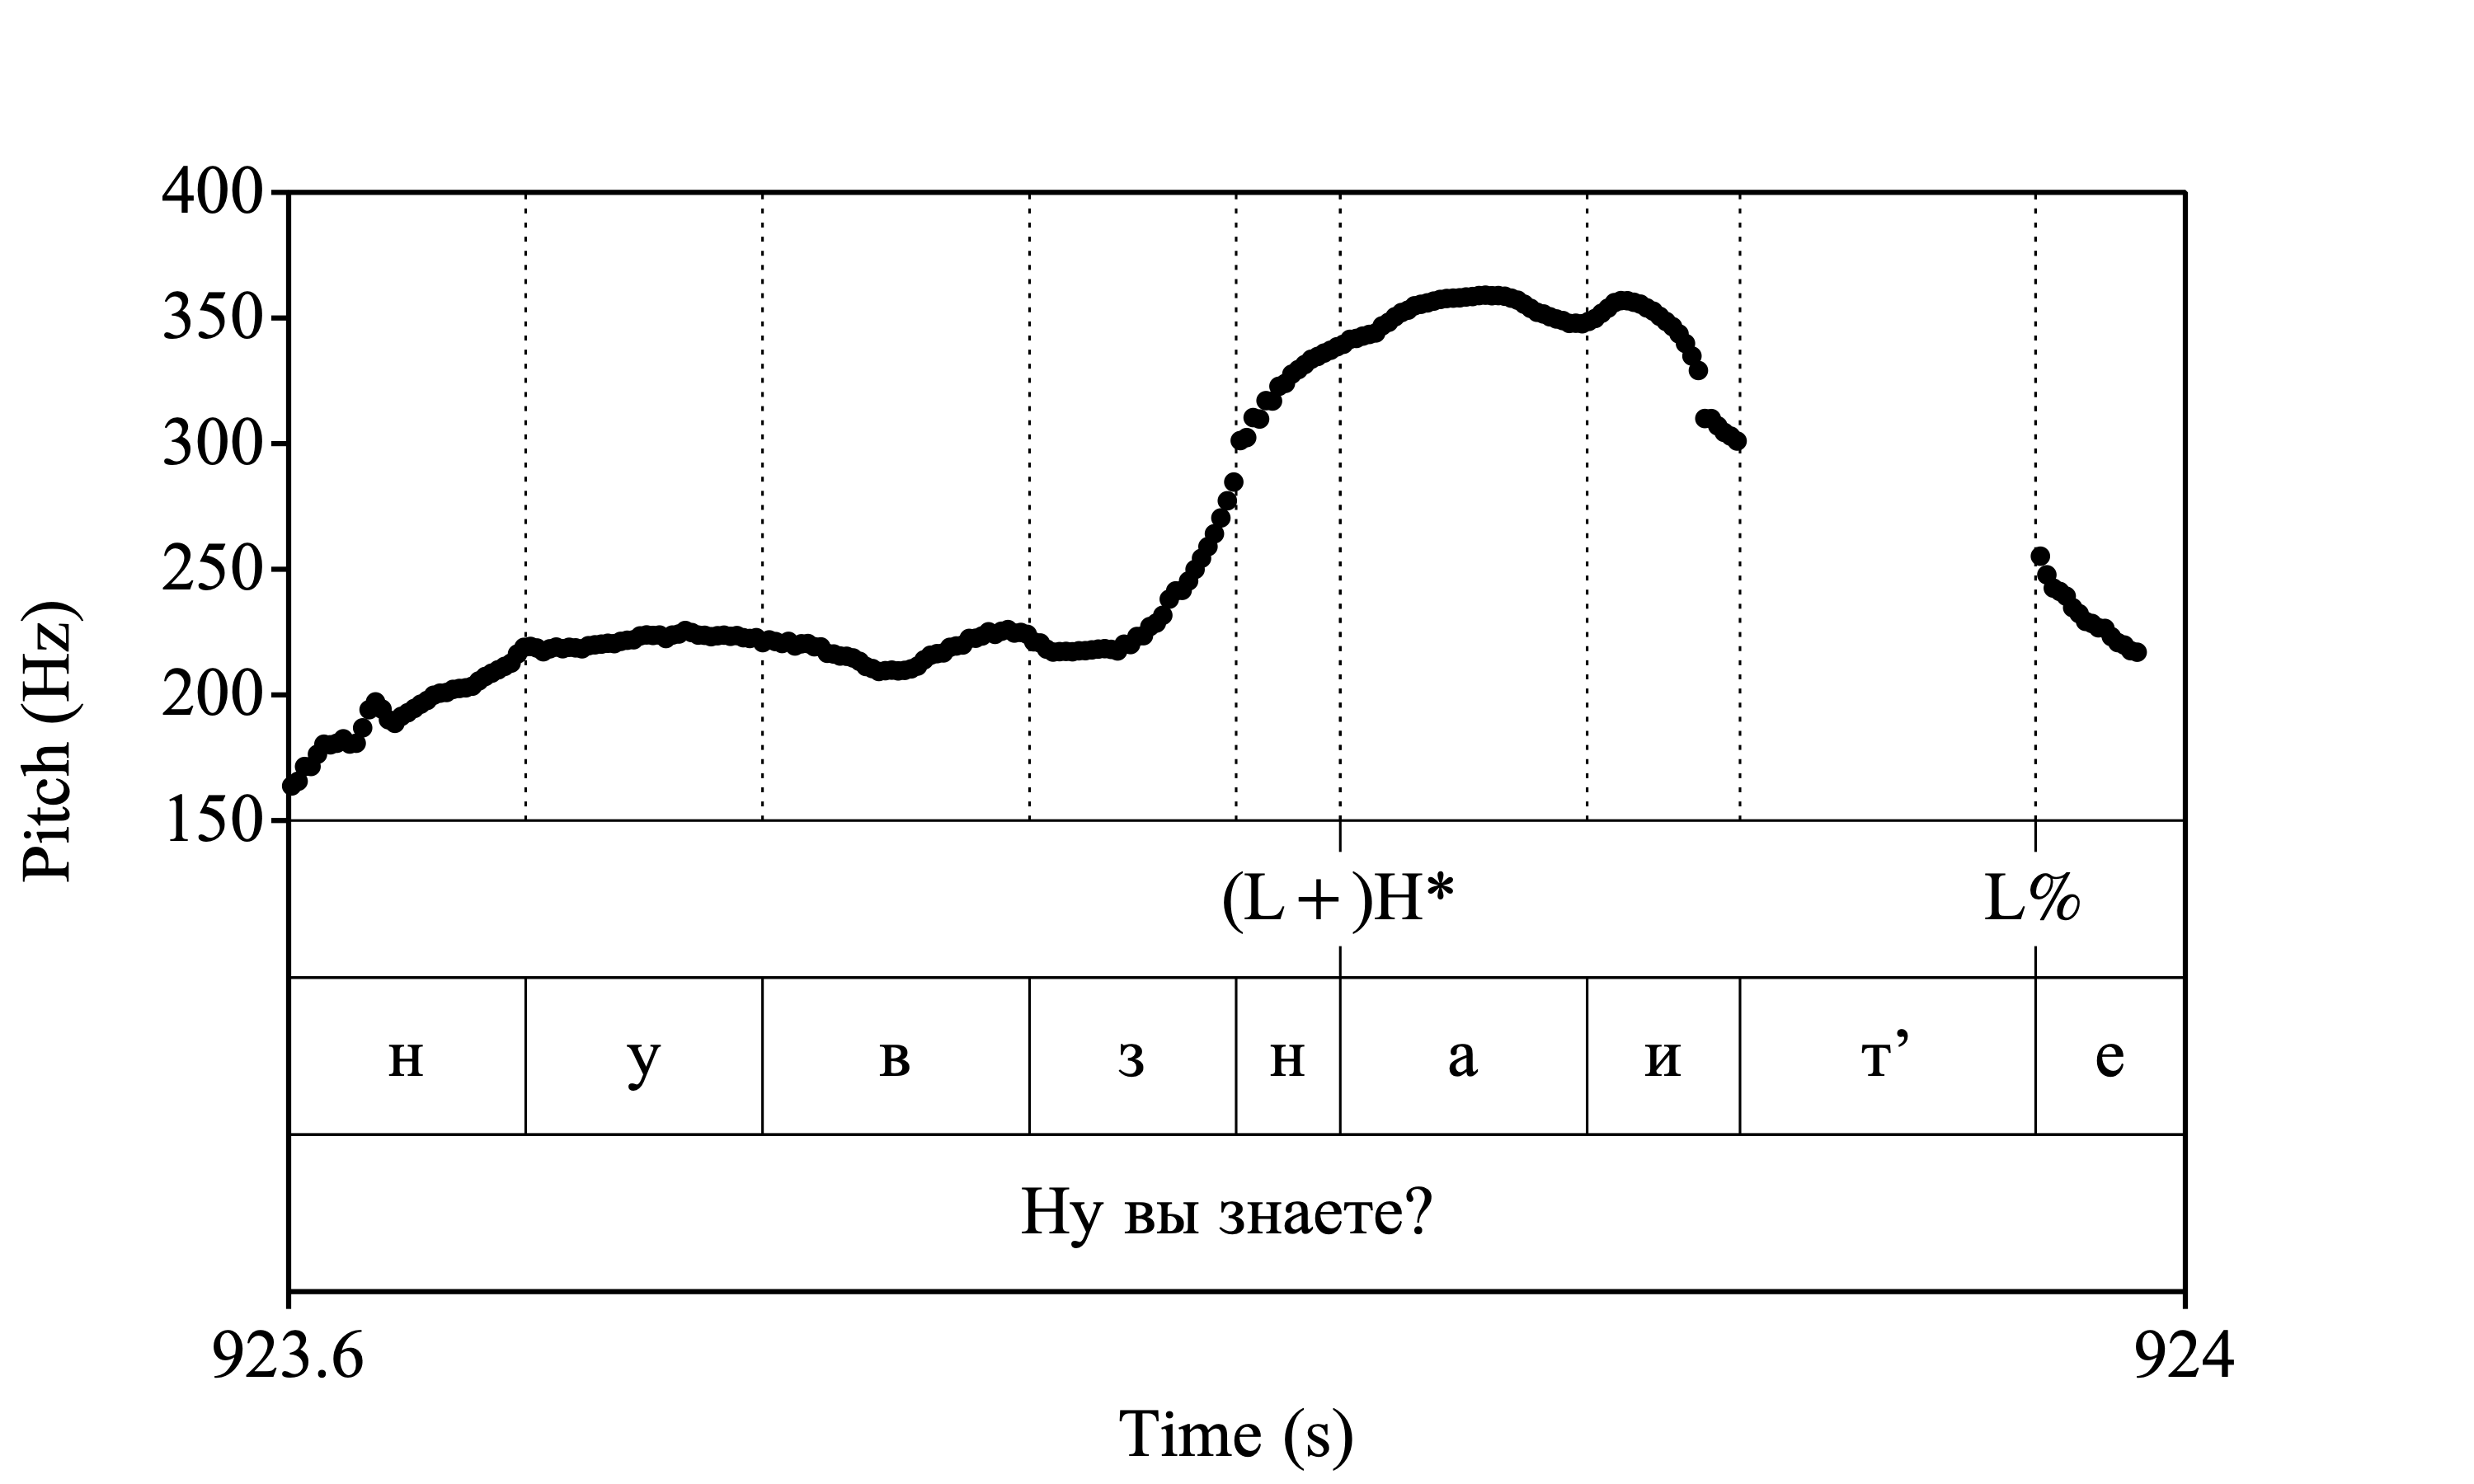 400
350
300
250
200
150
Pitch (Hz)
(L+)H* L%
н у в з н а и т’ е
Ну вы знаете?
923.6 924
Time (s)